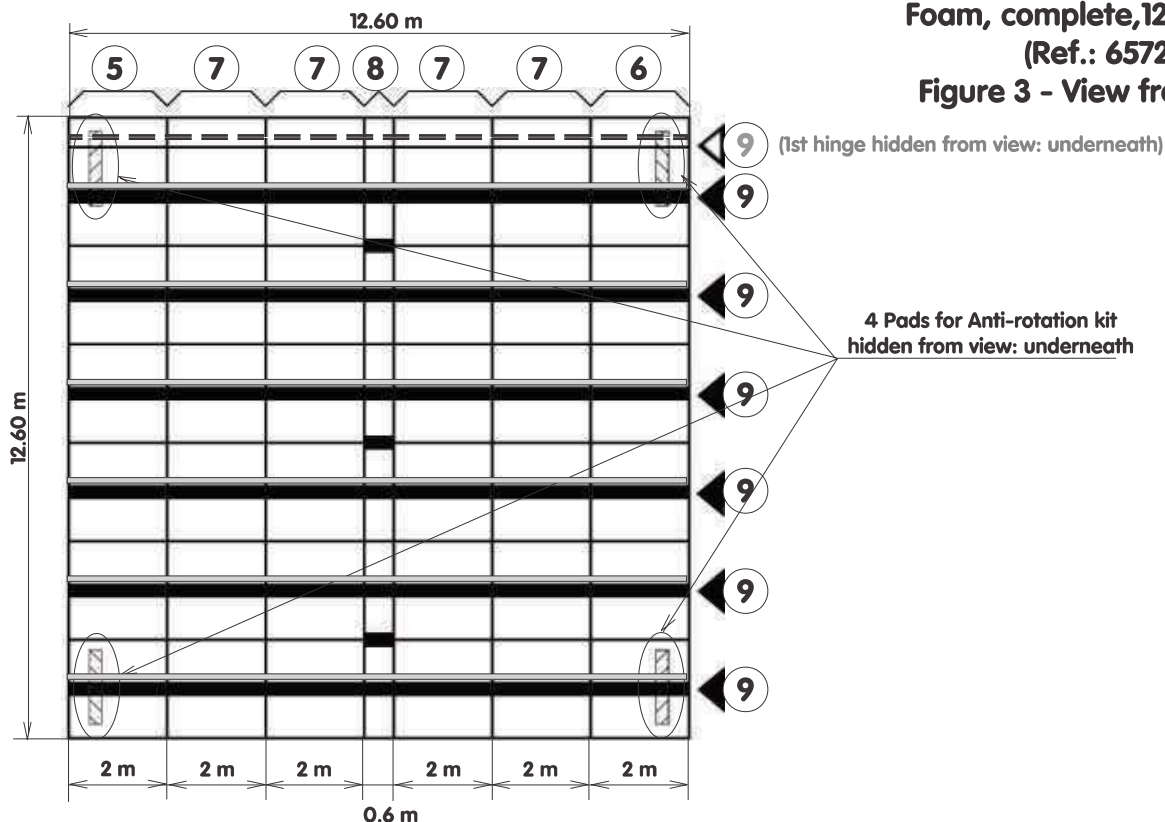 12.60 m
Foam, complete,12
(Ref.: 6572
Figure 3 - View fr
5 7 7 8 7 7 6
9 (1st hinge hidden from view: underneath)
9
9
4 Pads for Anti-rotation kit
hidden from view: underneath
9
12.60 m
9
9
9
2 m 2 m 2 m 2 m 2 m 2 m
0.6 m